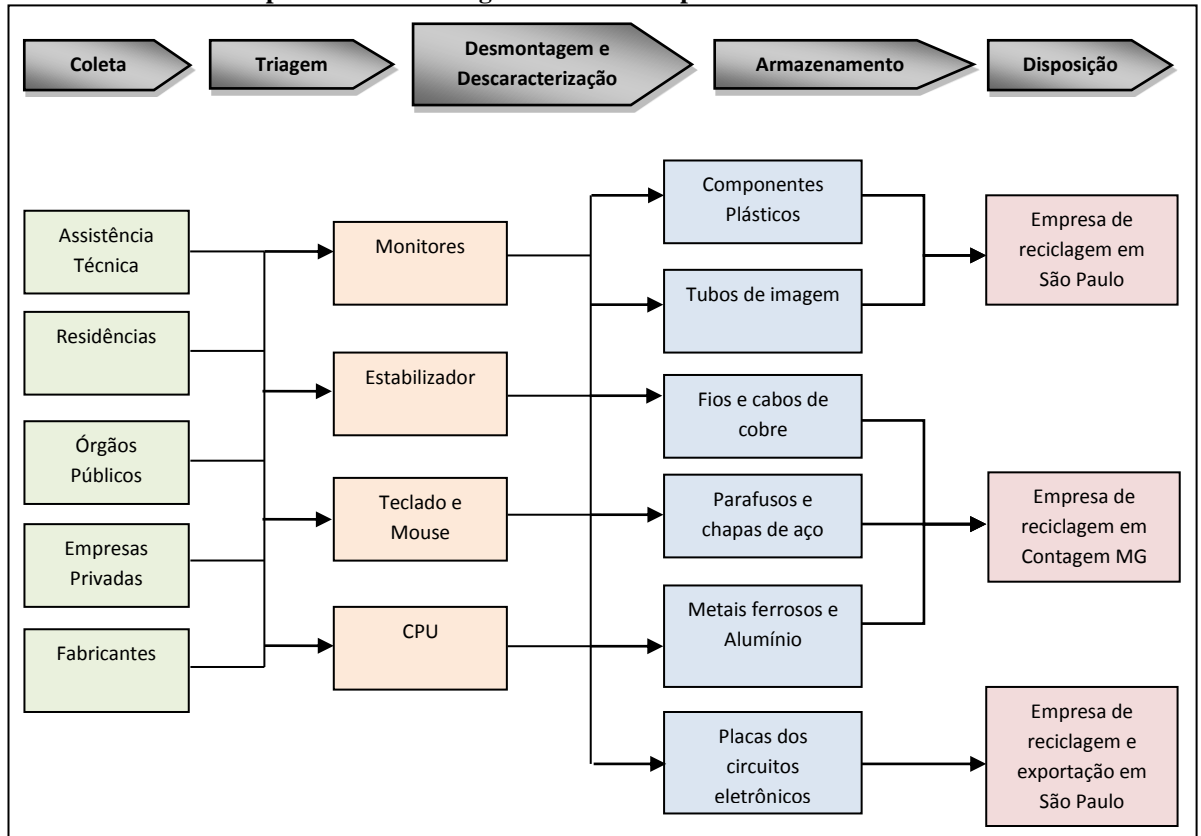 Coleta
Triagem
Desmontagem e
Descaracterização
Armazenamento
Disposição
Assistência
Técnica
Residências
Órgãos
Públicos
Empresas
Privadas
Fabricantes
Monitores
Estabilizador
Teclado e
Mouse
CPU
Componentes
Plásticos
Tubos de imagem
Fios e cabos de
cobre
Parafusos e
chapas de aço
Metais ferrosos e
Alumínio
Placas dos
circuitos
eletrônicos
Empresa de
reciclagem em
São Paulo
Empresa de
reciclagem em
Contagem MG
Empresa de
reciclagem e
exportação em
São Paulo